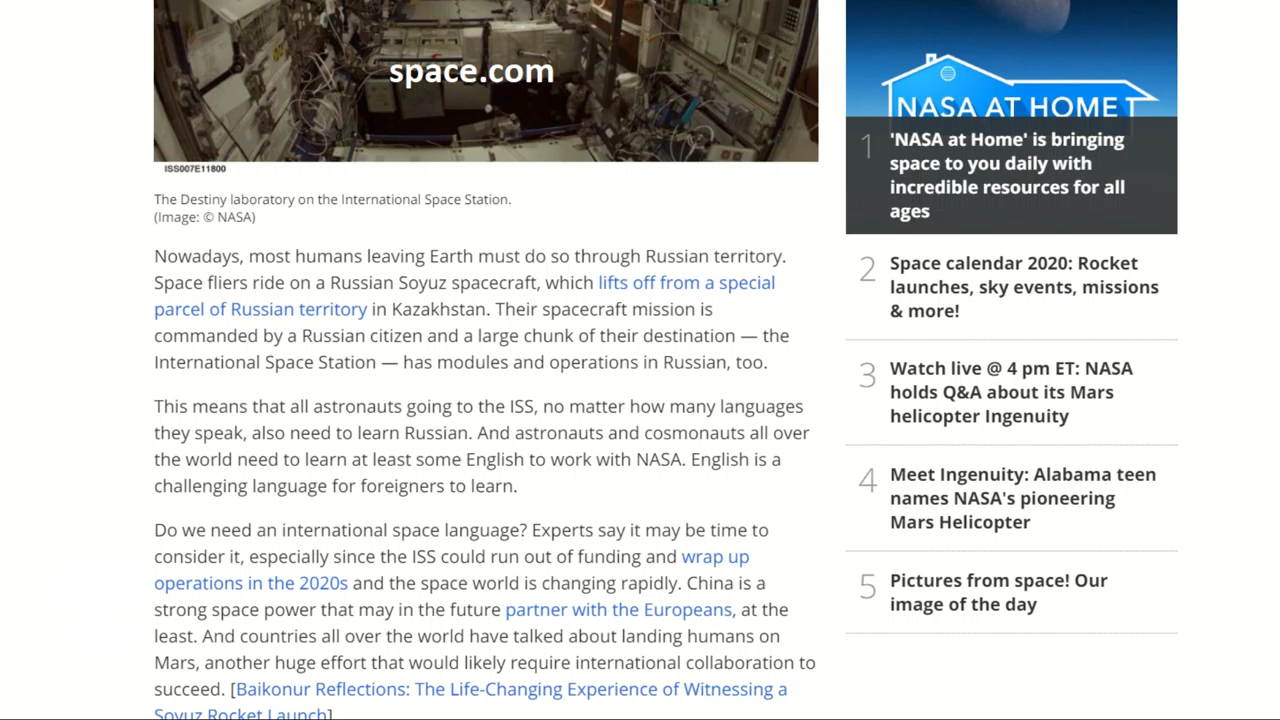 space.com
ISS007E11800
The Destiny laboratory on the International Space Station.
(Image: © NASA)
Nowadays, most humans leaving Earth must do so through Russian territory.
Space fliers ride on a Russian Soyuz spacecraft, which lifts off from a special
parcel of Russian territory in Kazakhstan. Their spacecraft mission is
commanded by a Russian citizen and a large chunk of their destination — the
International Space Station — has modules and operations in Russian, too.
This means that all astronauts going to the ISS, no matter how many languages
they speak, also need to learn Russian. And astronauts and cosmonauts all over
the world need to learn at least some English to work with NASA. English is a
challenging language for foreigners to learn.
Do we need an international space language? Experts say it may be time to
consider it, especially since the ISS could run out of funding and wrap up
operations in the 2020s and the space world is changing rapidly. China is a
strong space power that may in the future partner with the Europeans, at the
least. And countries all over the world have talked about landing humans on
Mars, another huge effort that would likely require international collaboration to
succeed. [Baikonur Reflections: The Life-Changing Experience of Witnessing a
Soyuz Rocket Launch]
NASA AT HOME
1 'NASA at Home' is bringing
space to you daily with
incredible resources for all
ages
2 Space calendar 2020: Rocket
launches, sky events, missions
& more!
3 Watch live @ 4 pm ET: NASA
holds Q&A about its Mars
helicopter Ingenuity
4 Meet Ingenuity: Alabama teen
names NASA's pioneering
Mars Helicopter
5 Pictures from space! Our
image of the day